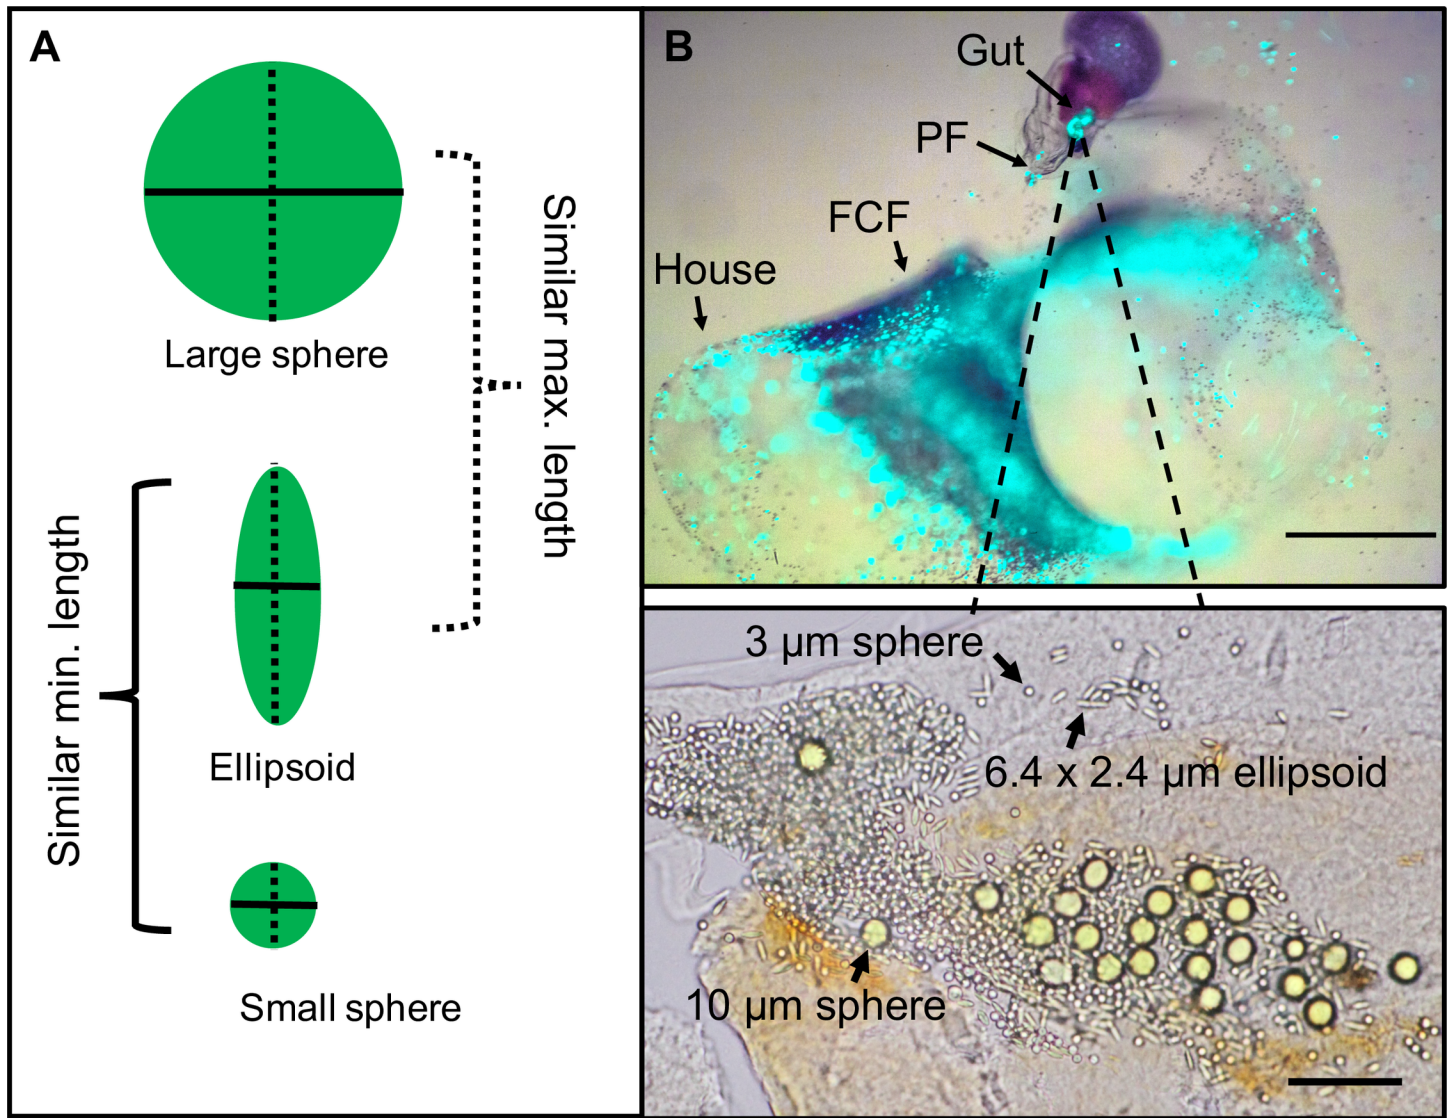 A
Large sphere
Similar max. length
Similar min. length
Ellipsoid
Small sphere
B
Gut
PF
FCF
House
3 µm sphere
6.4 x 2.4 µm ellipsoid
10 µm sphere